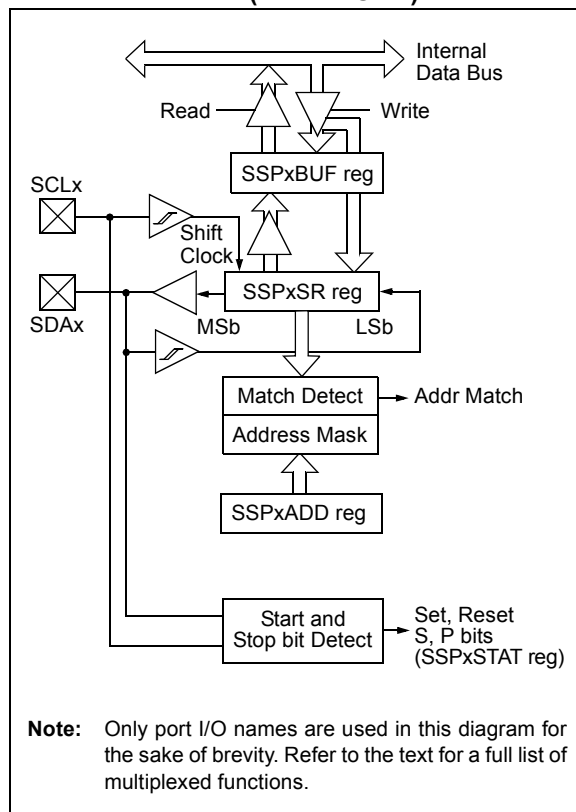 Internal
Data Bus
Read
Write
SSPxBUF reg
SCLx
Shift
Clock
SSPxSR reg
SDAx
MSb
LSb
Match Detect
Addr Match
Address Mask
SSPxADD reg
Start and
Stop bit Detect
Set, Reset
S, P bits
(SSPxSTAT reg)
Note: Only port I/O names are used in this diagram for
the sake of brevity. Refer to the text for a full list of
multiplexed functions.